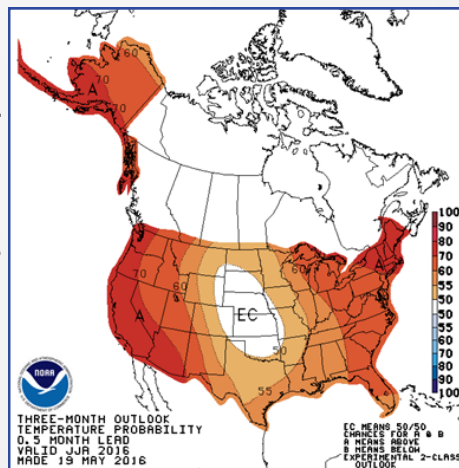 60
70
A
70
70
60
A
EC
60
A
50
55
100
90
80
70
60
50
50
55
60
70
80
90
100
NOAA
THREE-MONTH OUTLOOK
TEMPERATURE PROBABILITY
0.5 MONTH LEAD
VALID JJA 2016
MADE 19 MAY 2016
EC MEANS 50/50
CHANCES FOR A & B
A MEANS ABOVE
B MEANS BELOW
EXPERIMENTAL 2-CLASS
OUTLOOK